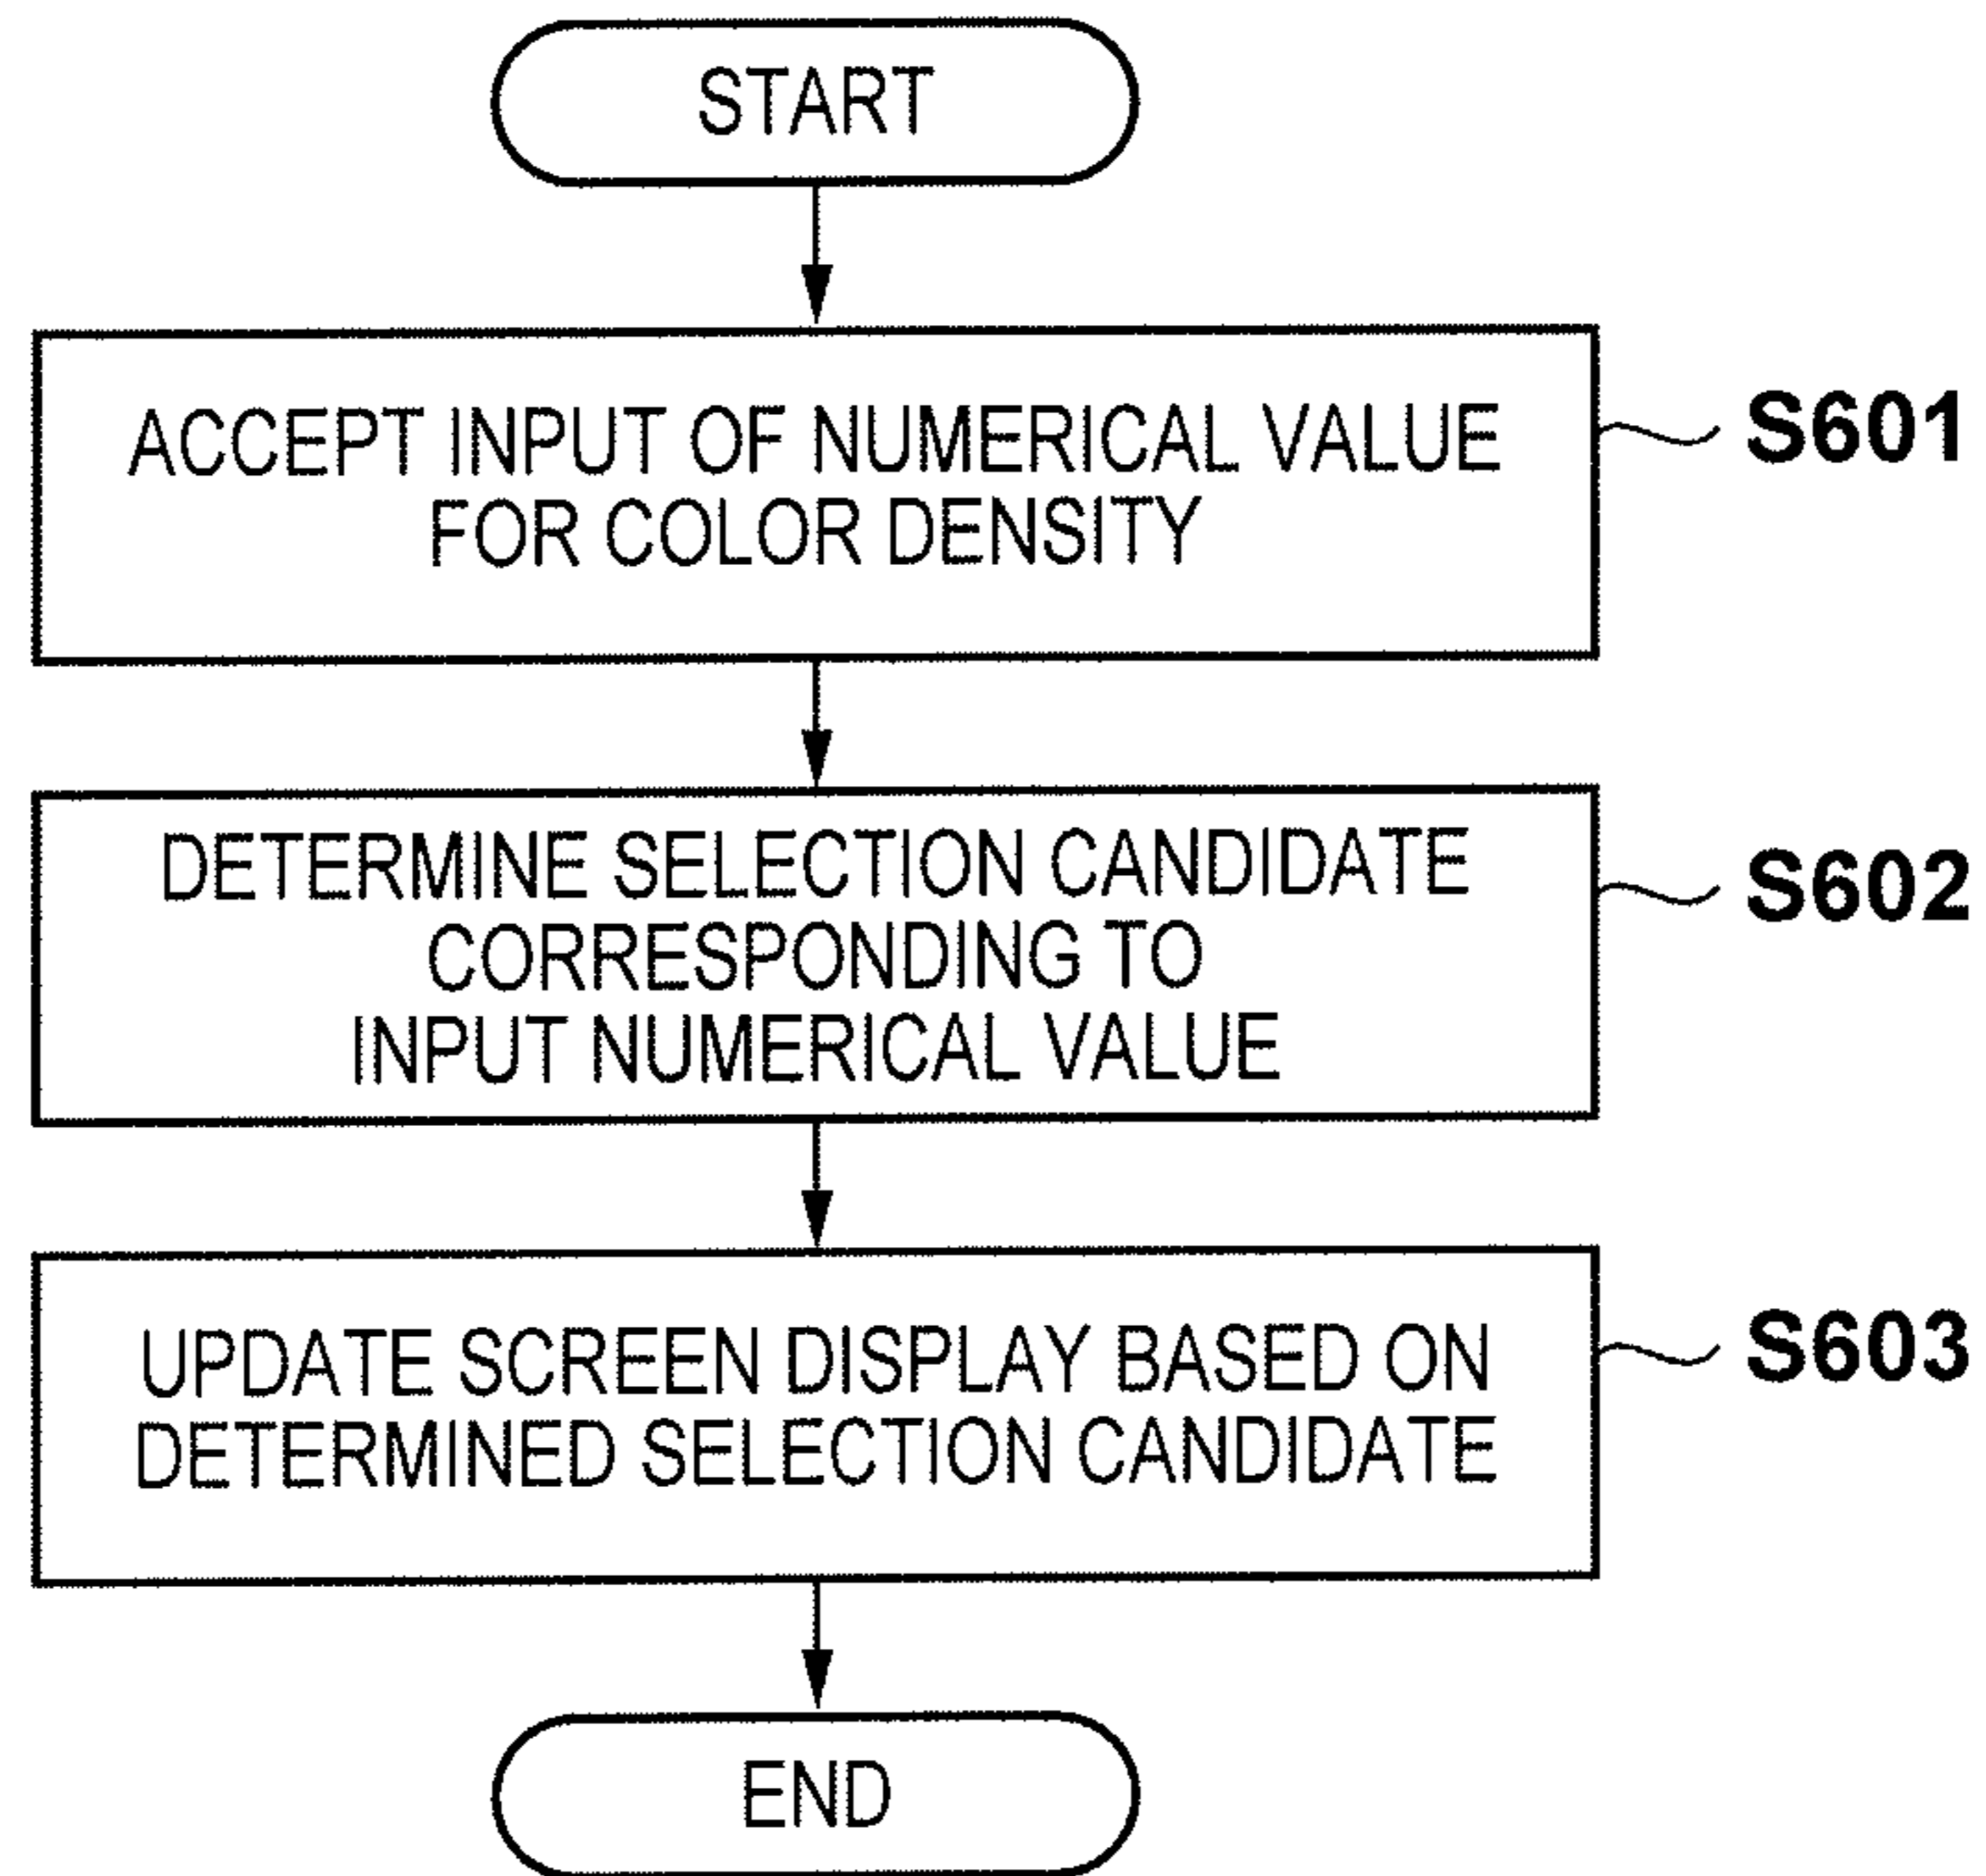 START
ACCEPT INPUT OF NUMERICAL VALUE
FOR COLOR DENSITY
S601
DETERMINE SELECTION CANDIDATE
CORRESPONDING TO
INPUT NUMERICAL VALUE
S602
UPDATE SCREEN DISPLAY BASED ON
DETERMINED SELECTION CANDIDATE
S603
END